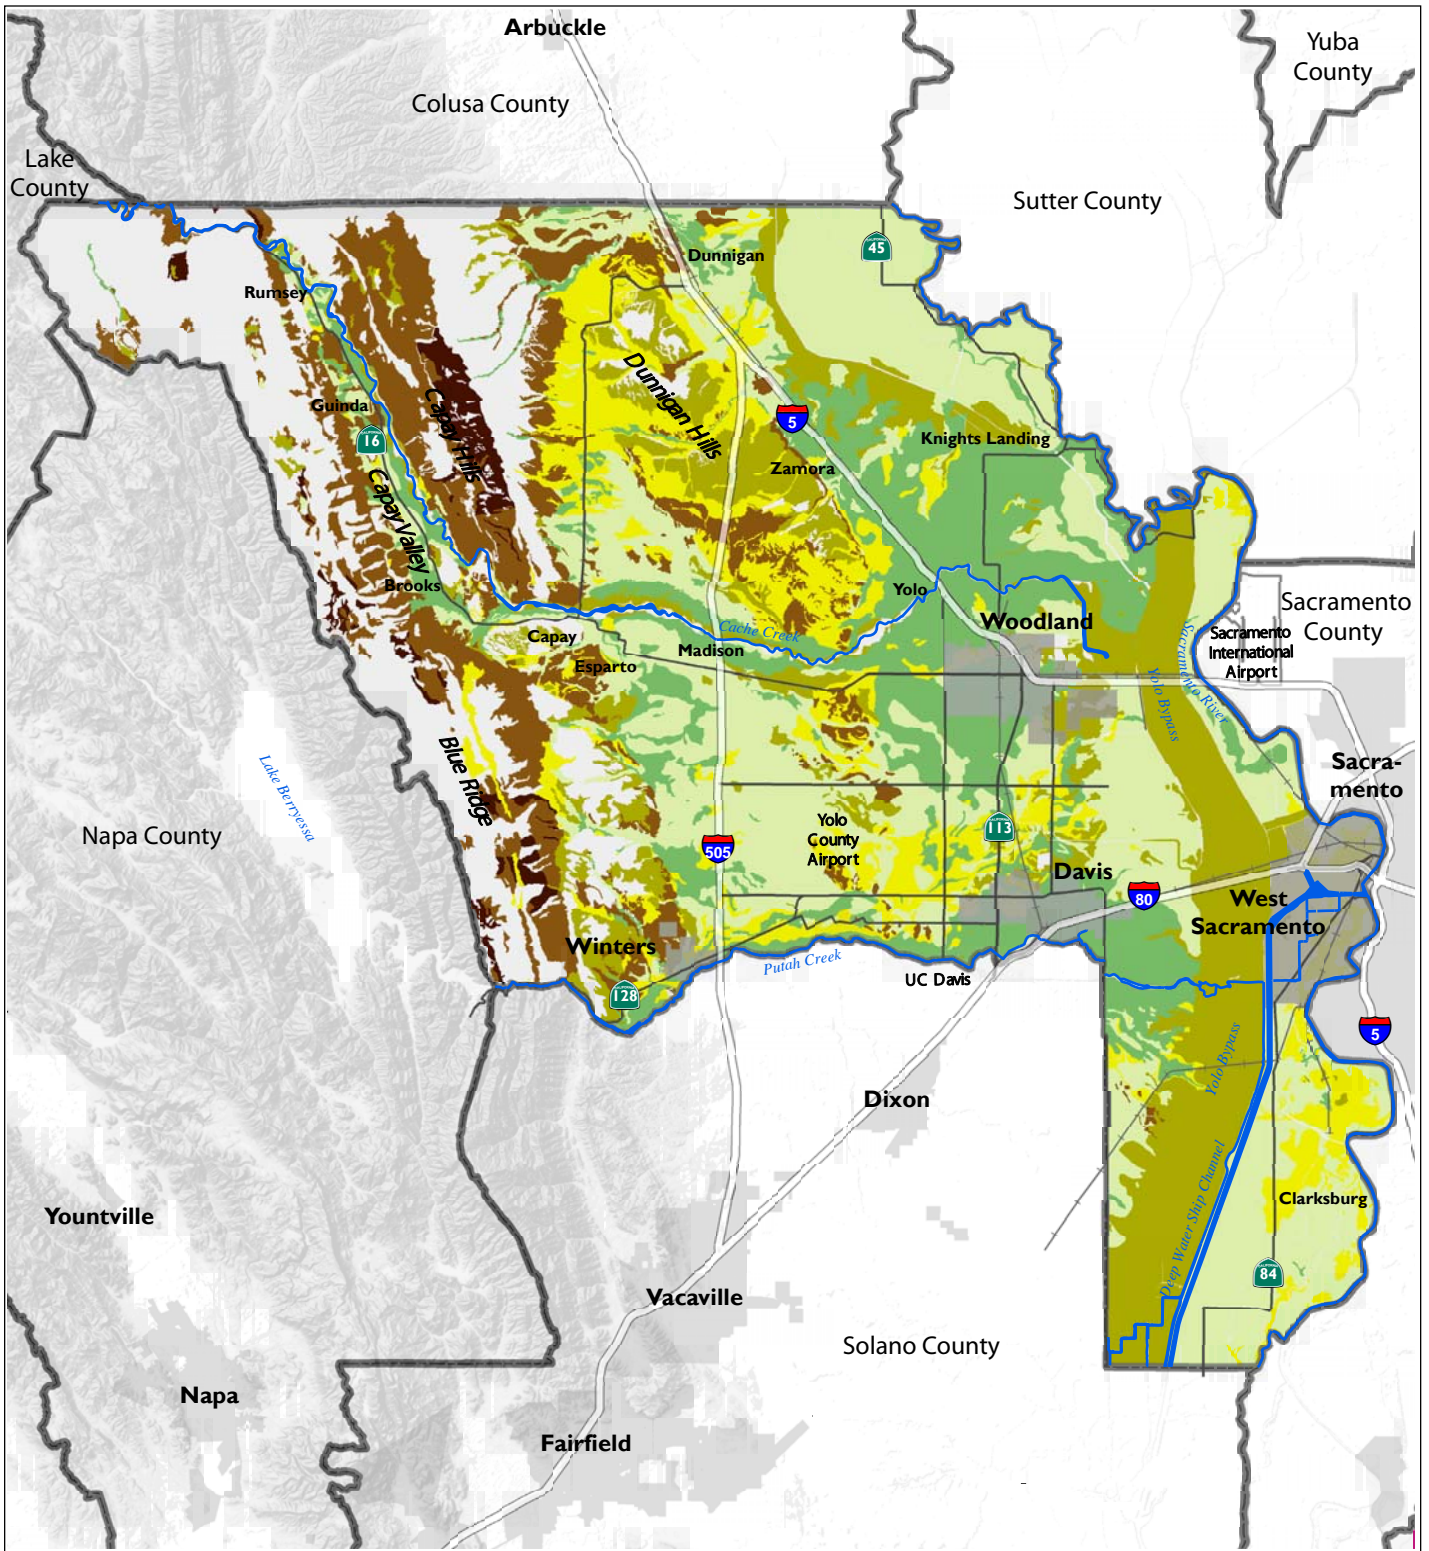 Arbuckle
Yuba
County
Colusa County
Lake
County
Sutter County
45
Dunnigan
Rumsey
Dunnigan Hills
Guinda
Capay Hills
5
16
Knights Landing
Zamora
Capay Valley
Brooks
Yolo
Sacramento
County
Woodland
Cache Creek
Capay
Sacramento
International
Airport
Madison
Esparto
Sacramento River
Yolo Bypass
Blue Ridge
Lake Berryessa
Sacra-
mento
Napa County
Yolo
County
Airport
113
505
Davis
80
West
Sacramento
Winters
Putah Creek
UC Davis
128
5
Yolo Bypass
Dixon
Deep Water Ship Channel
Clarksburg
Yountville
84
Vacaville
Solano County
Napa
Fairfield